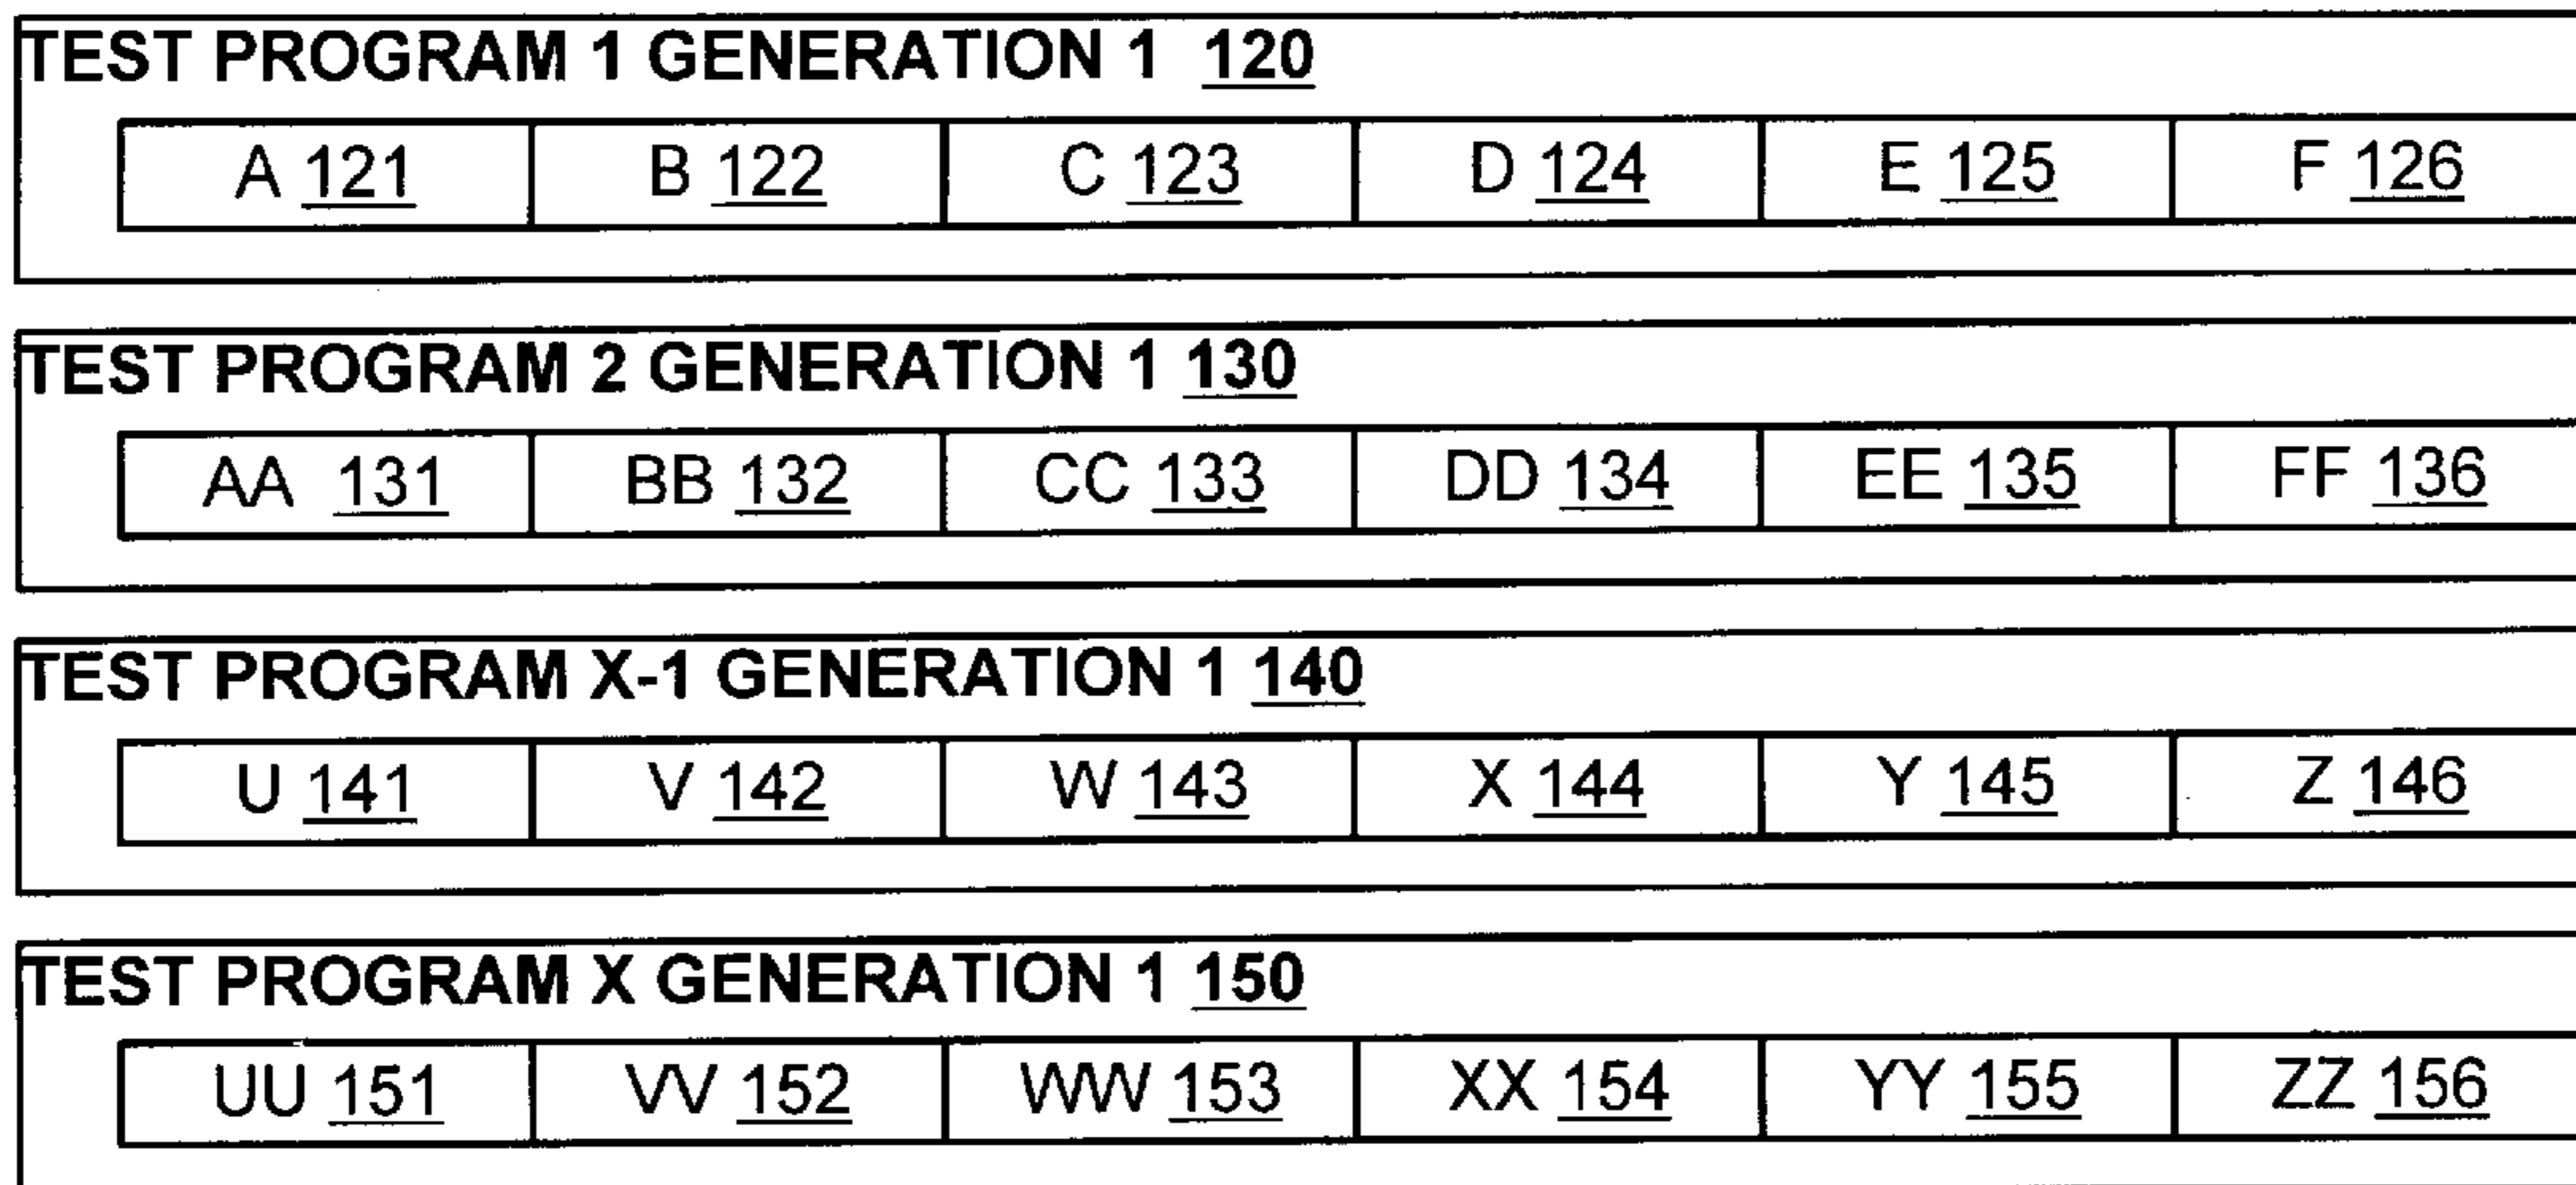 TEST PROGRAM 1 GENERATION 1 120
A 121 B 122 C 123 D 124 E 125 F 126
TEST PROGRAM 2 GENERATION 1 130
AA 131 BB 132 CC 133 DD 134 EE 135 FF 136
TEST PROGRAM X-1 GENERATION 1 140
U 141 V 142 W 143 X 144 Y 145 Z 146
TEST PROGRAM X GENERATION 1 150
UU 151 VV 152 WW 153 XX 154 YY 155 ZZ 156